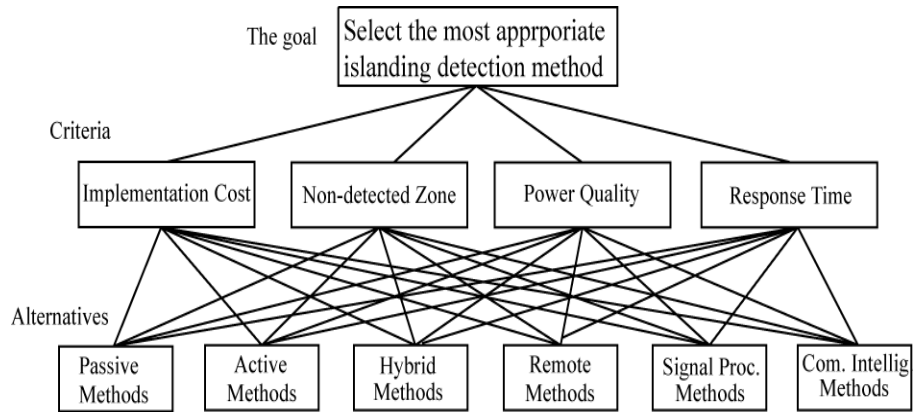 The goal
Select the most apprporiate
islanding detection method
Criteria
Implementation Cost
Non-detected Zone
Power Quality
Response Time
Alternatives
Passive
Methods
Active
Methods
Hybrid
Methods
Remote
Methods
Signal Proc.
Methods
Com. Intellig
Methods